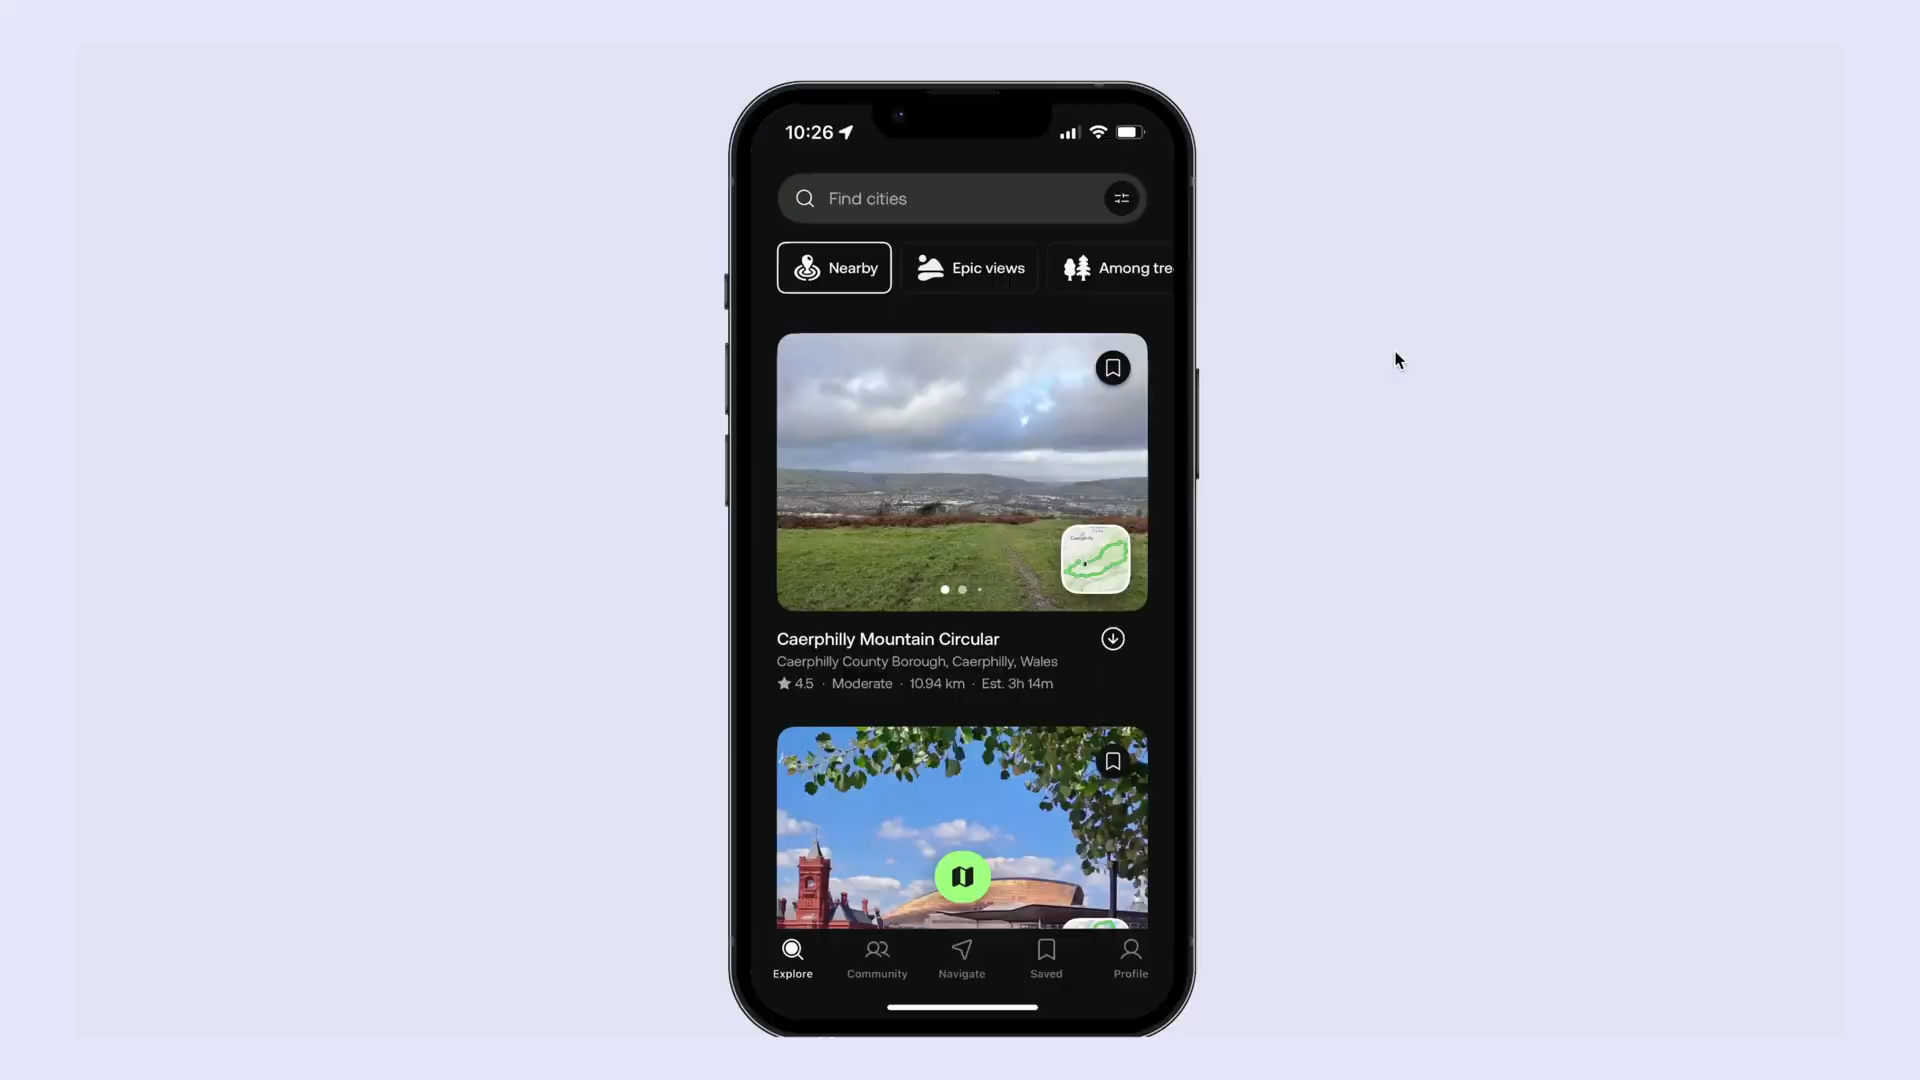 10:26
Find cities
Nearby
Epic views
Among tre
Caerphilly
Caerphilly Mountain Circular
Caerphilly County Borough, Caerphilly, Wales
4.5 · Moderate · 10.94 km · Est. 3h 14m
Explore
Community
Navigate
Saved
Profile